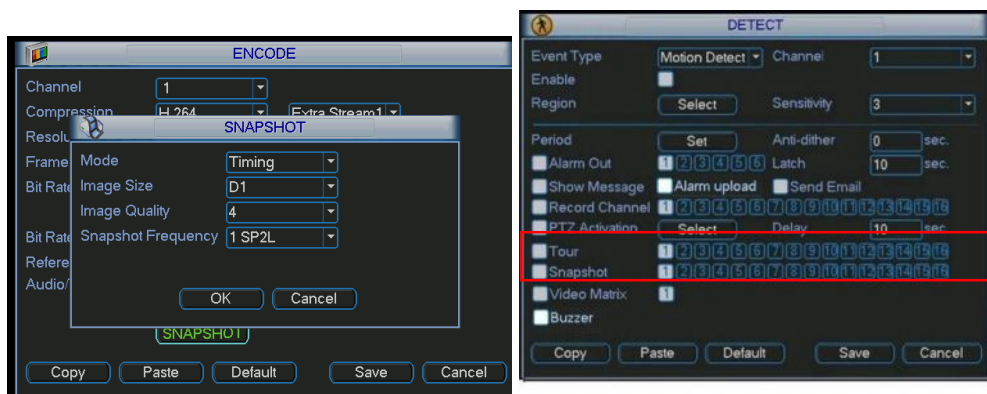 ENCODE
Channel 1
Compression H.264 Extra Stream1
Resolu
SNAPSHOT
Frame
Mode Timing
Bit Rate
Image Size D1
Image Quality 4
Bit Rate
Snapshot Frequency 1 SP2L
Refere
Audio/
OK Cancel
SNAPSHOT
Copy Paste Default Save Cancel
DETECT
Event Type Motion Detect Channel 1
Enable
Region Select Sensitivity 3
Period Set Anti-dither 0 sec.
Alarm Out 1 2 3 4 5 6 Latch 10 sec.
Show Message Alarm upload Send Email
Record Channel 1 2 3 4 5 6 7 8 9 10 11 12 13 14 15 16
PTZ Activation Select Delay 10 sec.
Tour 1 2 3 4 5 6 7 8 9 10 11 12 13 14 15 16
Snapshot 1 2 3 4 5 6 7 8 9 10 11 12 13 14 15 16
Video Matrix 1
Buzzer
Copy Paste Default Save Cancel